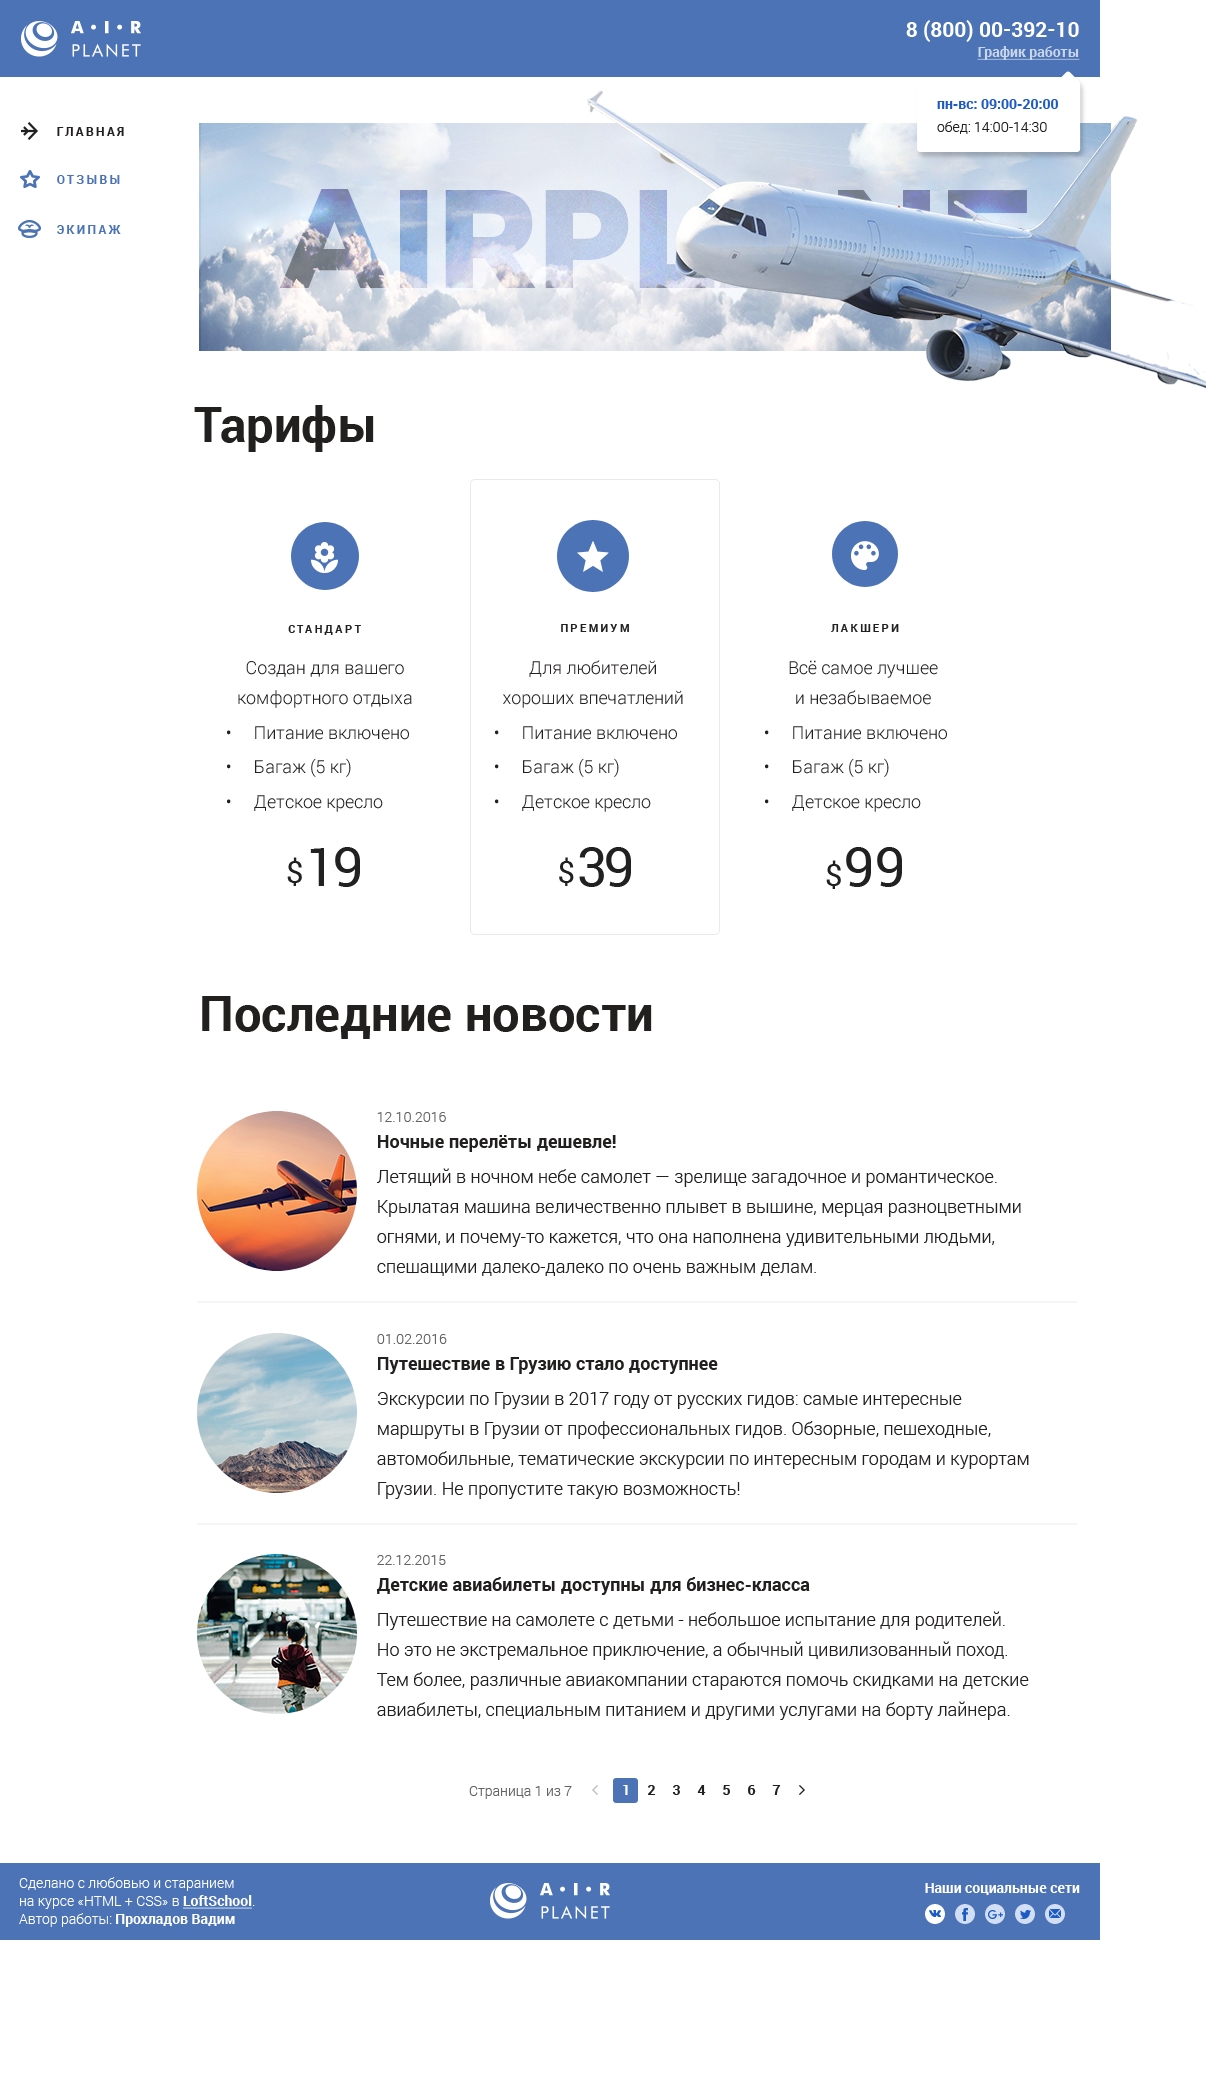 A·I·R
PLANET
8 (800) 00-392-10
График работы
пн-вс: 09:00-20:00
обед: 14:00-14:30
ГЛАВНАЯ
ОТЗЫВЫ
ЭКИПАЖ
AIRPLANE
Тарифы
СТАНДАРТ
Создан для вашего
комфортного отдыха
• Питание включено
• Багаж (5 кг)
• Детское кресло
$19
ПРЕМИУМ
Для любителей
хороших впечатлений
• Питание включено
• Багаж (5 кг)
• Детское кресло
$39
ЛАКШЕРИ
Всё самое лучшее
и незабываемое
• Питание включено
• Багаж (5 кг)
• Детское кресло
$99
Последние новости
12.10.2016
Ночные перелёты дешевле!
Летящий в ночном небе самолет — зрелище загадочное и романтическое.
Крылатая машина величественно плывет в вышине, мерцая разноцветными
огнями, и почему-то кажется, что она наполнена удивительными людьми,
спешащими далеко-далеко по очень важным делам.
01.02.2016
Путешествие в Грузию стало доступнее
Экскурсии по Грузии в 2017 году от русских гидов: самые интересные
маршруты в Грузии от профессиональных гидов. Обзорные, пешеходные,
автомобильные, тематические экскурсии по интересным городам и курортам
Грузии. Не пропустите такую возможность!
22.12.2015
Детские авиабилеты доступны для бизнес-класса
Путешествие на самолете с детьми - небольшое испытание для родителей.
Но это не экстремальное приключение, а обычный цивилизованный поход.
Тем более, различные авиакомпании стараются помочь скидками на детские
авиабилеты, специальным питанием и другими услугами на борту лайнера.
Страница 1 из 7 1 2 3 4 5 6 7
Сделано с любовью и старанием
на курсе «HTML + CSS» в LoftSchool.
Автор работы: Прохладов Вадим
A·I·R
PLANET
Наши социальные сети